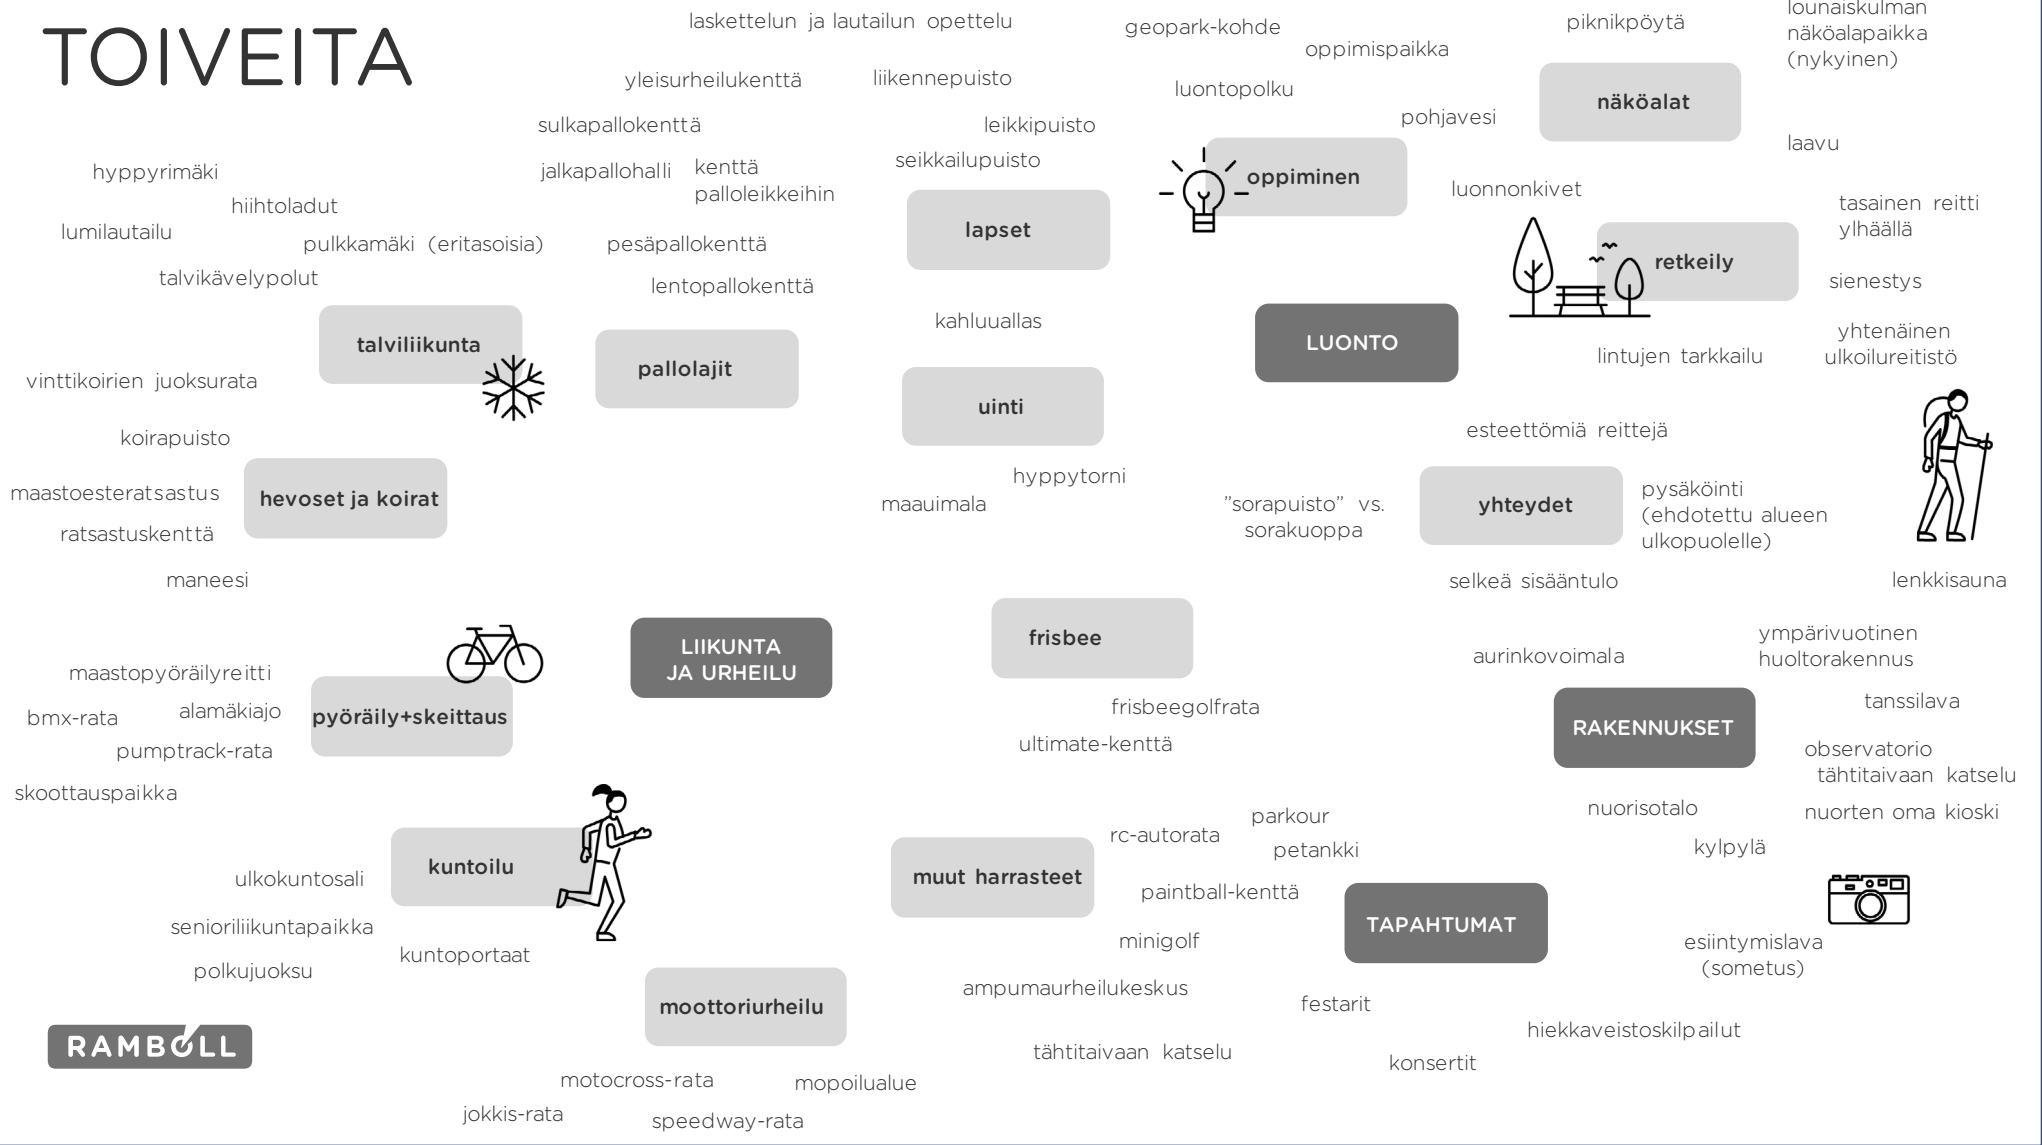 TOIVEITA
laskettelun ja lautailun opettelu
geopark-kohde
oppimispaikka
piknikpöytä
lounaiskulman
näköalapaikka
(nykyinen)
yleisurheilukenttä
liikennepuisto
luontopolku
pohjavesi
näköalat
laavu
sulkapallokenttä
leikkipuisto
jalkapallohalli
kenttä
palloleikkeihin
seikkailupuisto
oppiminen
luonnonkivet
hyppyrimäki
hiihtoladut
lumilautailu
pulkkamäki (eritasoisia)
talvikävelypolut
pesäpallokenttä
lentopallokenttä
lapset
tasainen reitti
ylhäällä
retkeily
sienestys
talviliikunta
pallolajit
kahluuallas
LUONTO
lintujen tarkkailu
yhtenäinen
ulkoilureitistö
vinttikoirien juoksurata
koirapuisto
uinti
esteettömiä reittejä
maastoesteratsastus
hevoset ja koirat
ratsastuskenttä
maneesi
hyppytorni
maauimala
”sorapuisto” vs.
sorakuoppa
yhteydet
pysäköinti
(ehdotettu alueen
ulkopuolelle)
selkeä sisääntulo
lenkkisauna
LIIKUNTA
JA URHEILU
frisbee
aurinkovoimala
ympärivuotinen
huoltorakennus
maastopyöräilyreitti
bmx-rata
alamäkiajo
pyöräily+skeittaus
pumptrack-rata
skoottauspaikka
frisbeegolfrata
ultimate-kenttä
RAKENNUKSET
tanssilava
observatorio
tähtitaivaan katselu
nuorisotalo
nuorten oma kioski
kylpylä
kuntoilu
ulkokuntosali
senioriliikuntapaikka
kuntoportaat
polkujuoksu
muut harrasteet
rc-autorata
parkour
petankki
paintball-kenttä
minigolf
ampumaurheilukeskus
tähtitaivaan katselu
TAPAHTUMAT
esiintymislava
(sometus)
festarit
hiekkaveistoskilpailut
konsertit
moottoriurheilu
motocross-rata
mopoilualue
jokkis-rata
speedway-rata
RAMBOLL